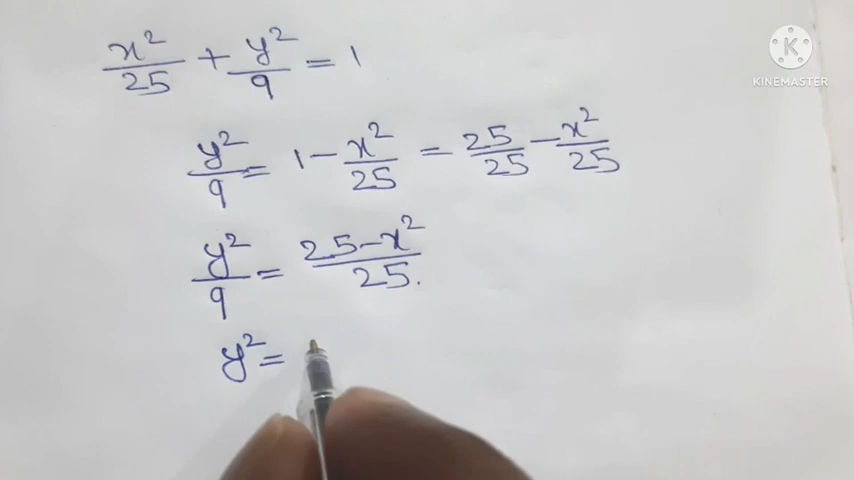 x²/25 + y²/9 = 1
KINEMASTER
y²/9 = 1 - x²/25 = 25/25 - x²/25
y²/9 = 25-x²/25.
y² =